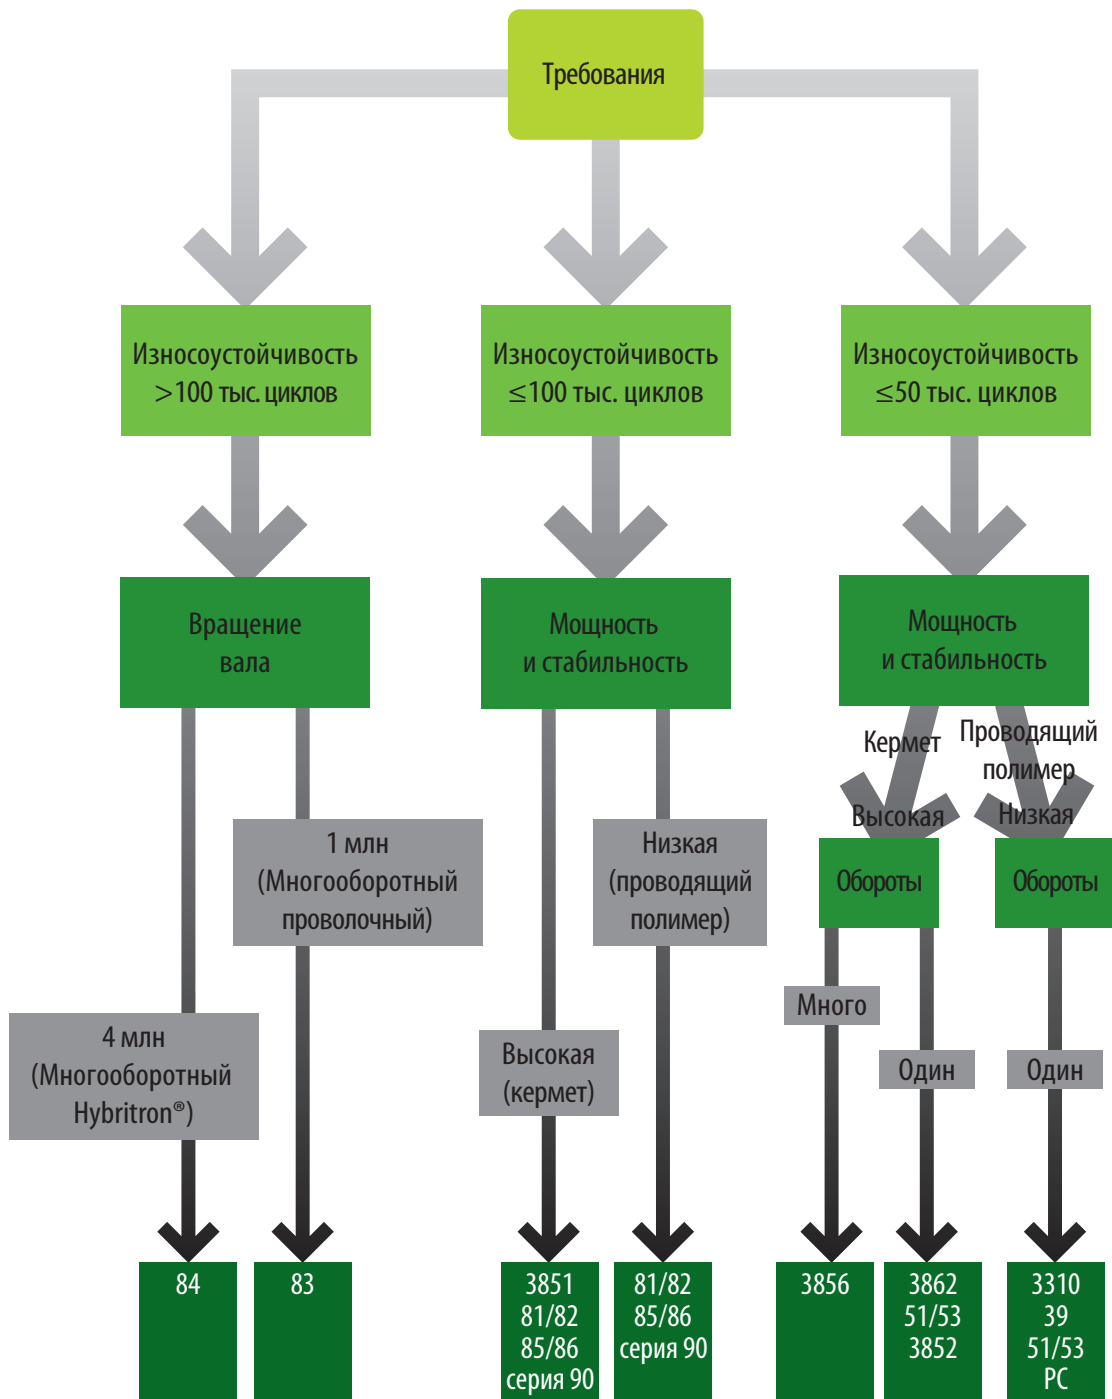 Требования
Износоустойчивость
>100 тыс. циклов
Износоустойчивость
≤100 тыс. циклов
Износоустойчивость
≤50 тыс. циклов
Вращение
вала
Мощность
и стабильность
Мощность
и стабильность
Кермет
Проводящий
полимер
Высокая
Низкая
1 млн
(Многооборотный
проволочный)
Низкая
(проводящий
полимер)
Обороты
Обороты
4 млн
(Многооборотный
Hybritron®)
Высокая
(кермет)
Много
Один
Один
84
83
3851
81/82
85/86
серия 90
81/82
85/86
серия 90
3856
3862
51/53
3852
3310
39
51/53
PC